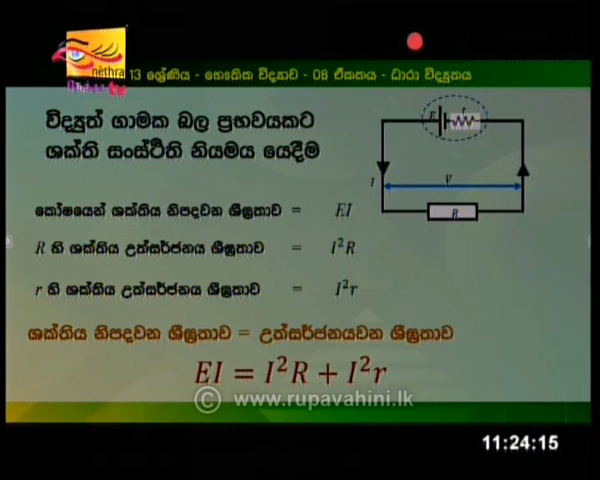 nethra
13 ශ්‍රේණිය - භෞතික විද්‍යාව - 08 ඒකකය - ධාරා විද්‍යුතය
විද්‍යුත් ගාමක බල ප්‍රභවයකට
ශක්ති සංස්ථිති නියමය යෙදීම
E r
I V
R
කෝෂයෙන් ශක්තිය නිපදවන ශීඝ්‍රතාව = EI
R හි ශක්තිය උත්සර්ජනය ශීඝ්‍රතාව = I²R
r හි ශක්තිය උත්සර්ජනය ශීඝ්‍රතාව = I²r
ශක්තිය නිපදවන ශීඝ්‍රතාව = උත්සර්ජනයවන ශීඝ්‍රතාව
EI = I²R + I²r
© www.rupavahini.lk
11:24:15